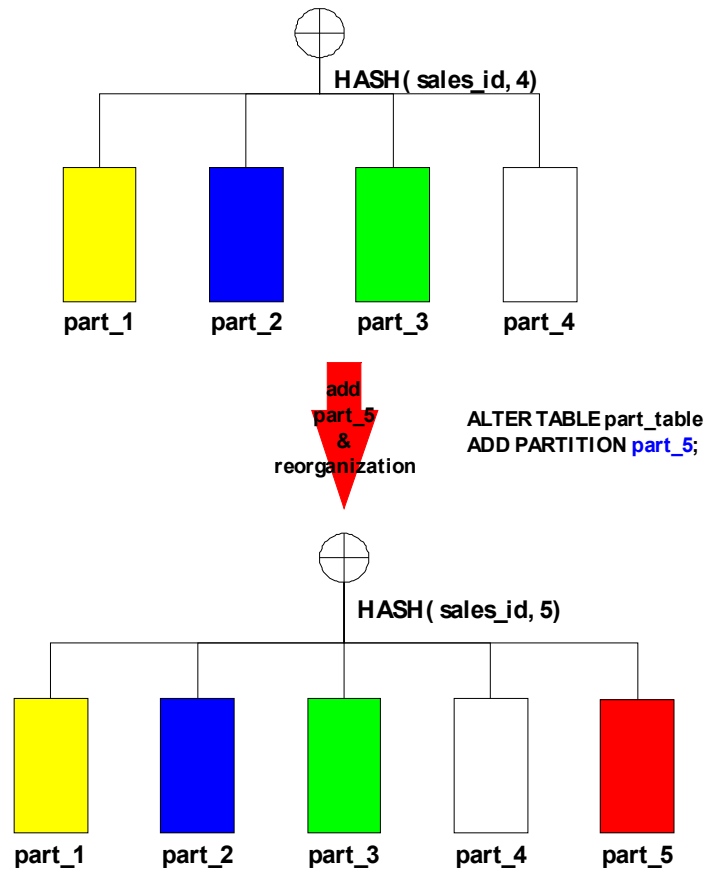 HASH( sales_id, 4)
part_1
part_2
part_3
part_4
add
part_5
&
reorganization
ALTER TABLE part_table
ADD PARTITION part_5;
HASH( sales_id, 5)
part_1
part_2
part_3
part_4
part_5